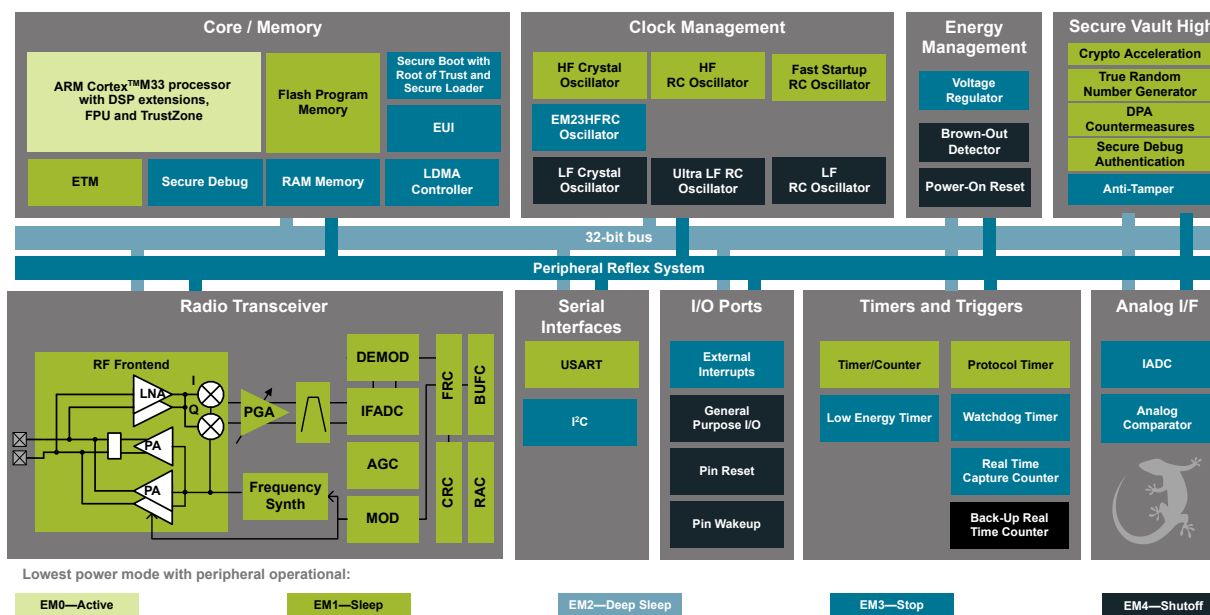 Core / Memory
ARM Cortex™M33 processor
with DSP extensions,
FPU and TrustZone
Flash Program
Memory
Secure Boot with
Root of Trust and
Secure Loader
EUI
ETM
Secure Debug
RAM Memory
LDMA
Controller
Clock Management
HF Crystal
Oscillator
HF
RC Oscillator
Fast Startup
RC Oscillator
EM23HFRC
Oscillator
LF Crystal
Oscillator
Ultra LF RC
Oscillator
LF
RC Oscillator
Energy
Management
Voltage
Regulator
Brown-Out
Detector
Power-On Reset
Secure Vault High
Crypto Acceleration
True Random
Number Generator
DPA
Countermeasures
Secure Debug
Authentication
Anti-Tamper
32-bit bus
Peripheral Reflex System
Radio Transceiver
RF Frontend
LNA
I
Q
PA
PA
PGA
Frequency
Synth
DEMOD
IFADC
AGC
MOD
FRC
BUFC
CRC
RAC
Serial
Interfaces
USART
I²C
I/O Ports
External
Interrupts
General
Purpose I/O
Pin Reset
Pin Wakeup
Timers and Triggers
Timer/Counter
Protocol Timer
Low Energy Timer
Watchdog Timer
Real Time
Capture Counter
Back-Up Real
Time Counter
Analog I/F
IADC
Analog
Comparator
Lowest power mode with peripheral operational:
EM0—Active
EM1—Sleep
EM2—Deep Sleep
EM3—Stop
EM4—Shutoff